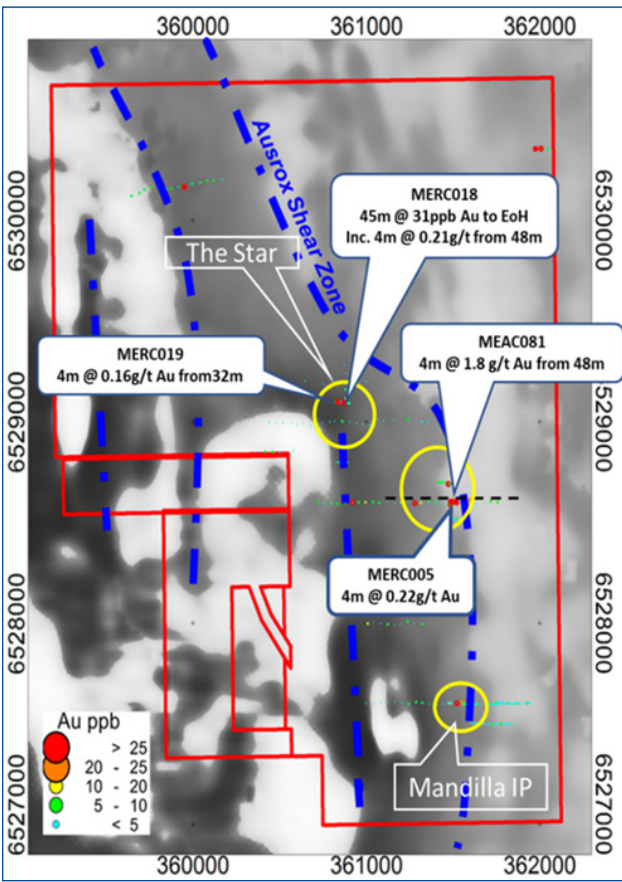 360000 361000 362000
Ausrox Shear Zone
MERC018
45m @ 31ppb Au to EoH
Inc. 4m @ 0.21g/t from 48m
The Star
MERC019
4m @ 0.16g/t Au from32m
MEAC081
4m @ 1.8 g/t Au from 48m
MERC005
4m @ 0.22g/t Au
Mandilla IP
6530000
6529000
6528000
6527000
6530000
6529000
6528000
6527000
Au ppb
> 25
20 - 25
10 - 20
5 - 10
< 5
360000 361000 362000